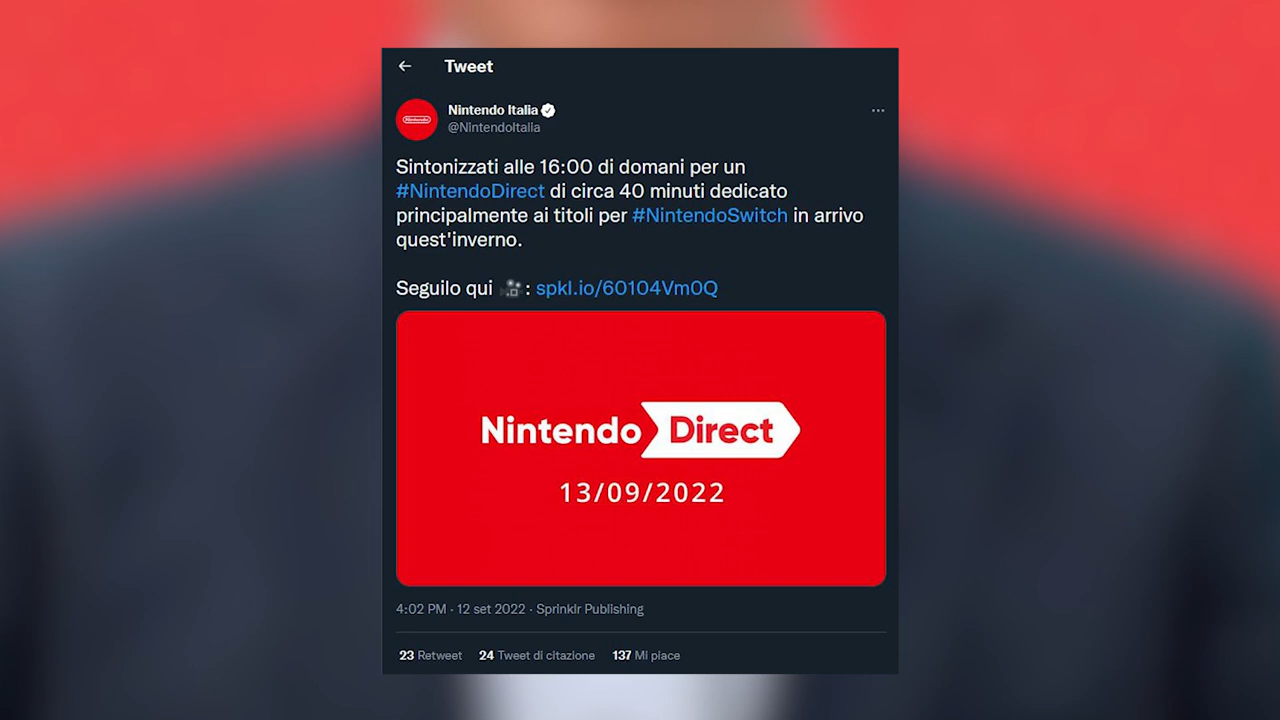 Tweet
Nintendo
Nintendo Italia
@NintendoItalia
Sintonizzati alle 16:00 di domani per un
#NintendoDirect di circa 40 minuti dedicato
principalmente ai titoli per #NintendoSwitch in arrivo
quest'inverno.
Seguilo qui 🎥: spkl.io/60104Vm0Q
Nintendo Direct
13/09/2022
4:02 PM · 12 set 2022 · Sprinklr Publishing
23 Retweet 24 Tweet di citazione 137 Mi piace